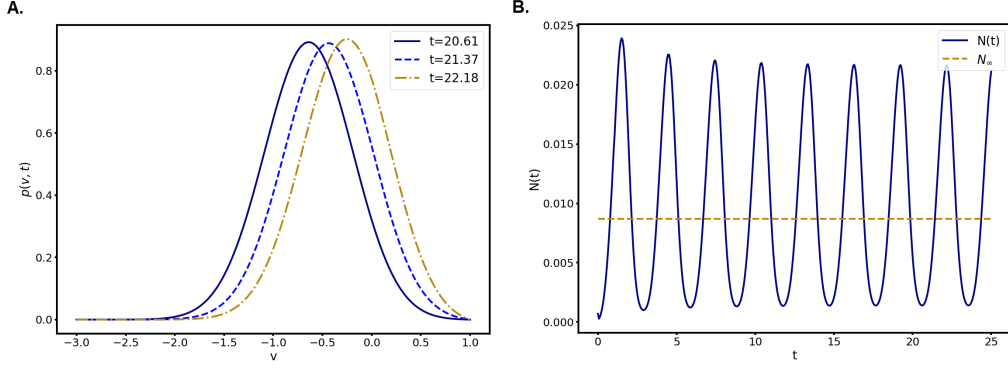 A.
t=20.61
t=21.37
t=22.18
p(v, t)
0.8
0.6
0.4
0.2
0.0
−3.0 −2.5 −2.0 −1.5 −1.0 −0.5 0.0 0.5 1.0
v
B.
N(t)
N∞
N(t)
0.025
0.020
0.015
0.010
0.005
0.000
0 5 10 15 20 25
t